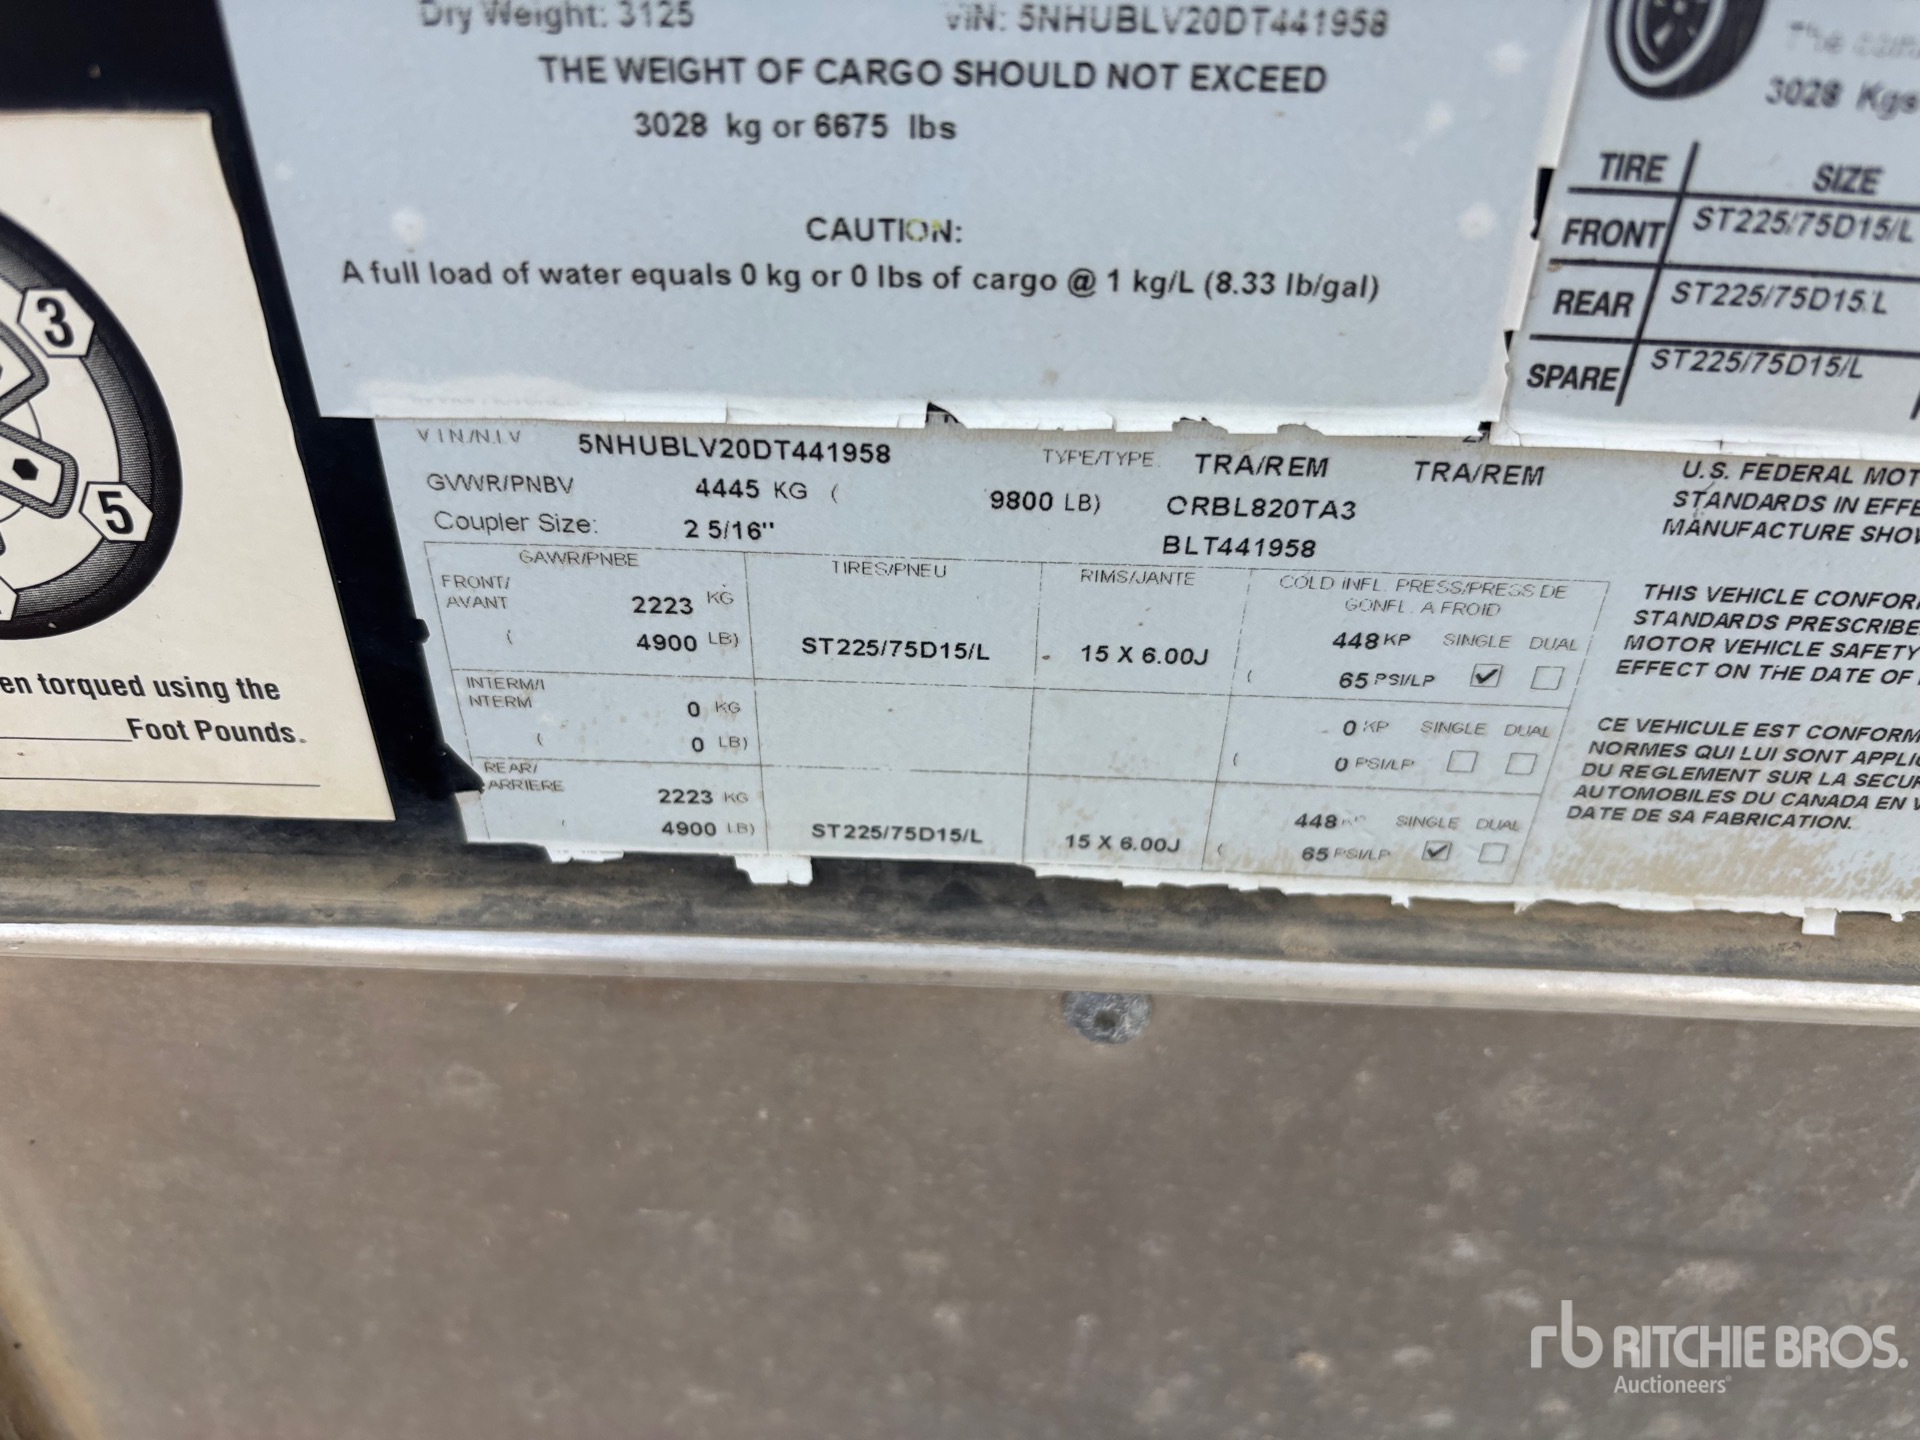 Dry Weight: 3125 VIN: 5NHUBLV20DT441958
THE WEIGHT OF CARGO SHOULD NOT EXCEED
3028 kg or 6675 lbs
CAUTION:
A full load of water equals 0 kg or 0 lbs of cargo @ 1 kg/L (8.33 lb/gal)
The com
3028 Kgs
TIRE SIZE
FRONT ST225/75D15/L
REAR ST225/75D15/L
SPARE ST225/75D15/L
3
5
en torqued using the
Foot Pounds.
VIN/N.I.V 5NHUBLV20DT441958 TYPE/TYPE: TRA/REM TRA/REM
GVWR/PNBV 4445 KG ( 9800 LB) CRBL820TA3
Coupler Size: 2 5/16" BLT441958
GAWR/PNBE TIRES/PNEU RIMS/JANTE COLD INFL. PRESS/PRESS DE
GONFL. A FROID
FRONT/
AVANT 2223 KG 448 KP SINGLE DUAL
( 4900 LB) ST225/75D15/L 15 X 6.00J ( 65 PSI/LP
INTERM/I
NTERM 0 KG 0 KP SINGLE DUAL
( 0 LB) ( 0 PSI/LP
REAR/
ARRIERE 2223 KG 448 KP SINGLE DUAL
( 4900 LB) ST225/75D15/L 15 X 6.00J ( 65 PSI/LP
U.S. FEDERAL MOT
STANDARDS IN EFFE
MANUFACTURE SHOW
THIS VEHICLE CONFOR
STANDARDS PRESCRIBE
MOTOR VEHICLE SAFETY
EFFECT ON THE DATE OF
CE VEHICULE EST CONFORM
NORMES QUI LUI SONT APPLIC
DU REGLEMENT SUR LA SECUR
AUTOMOBILES DU CANADA EN V
DATE DE SA FABRICATION.
rb RITCHIE BROS.
Auctioneers